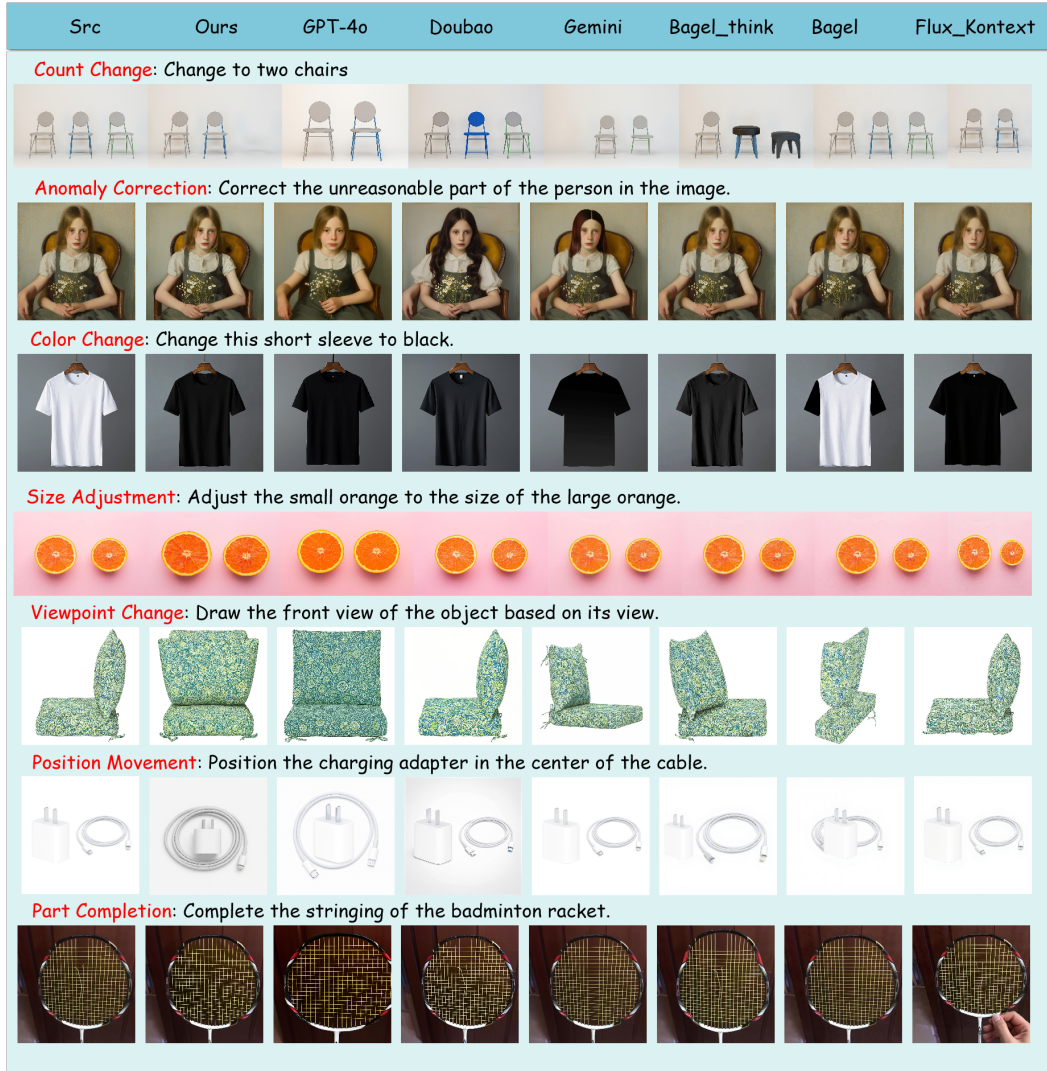 Src Ours GPT-4o Doubao Gemini Bagel_think Bagel Flux_Kontext
Count Change: Change to two chairs
Anomaly Correction: Correct the unreasonable part of the person in the image.
Color Change: Change this short sleeve to black.
Size Adjustment: Adjust the small orange to the size of the large orange.
Viewpoint Change: Draw the front view of the object based on its view.
Position Movement: Position the charging adapter in the center of the cable.
Part Completion: Complete the stringing of the badminton racket.